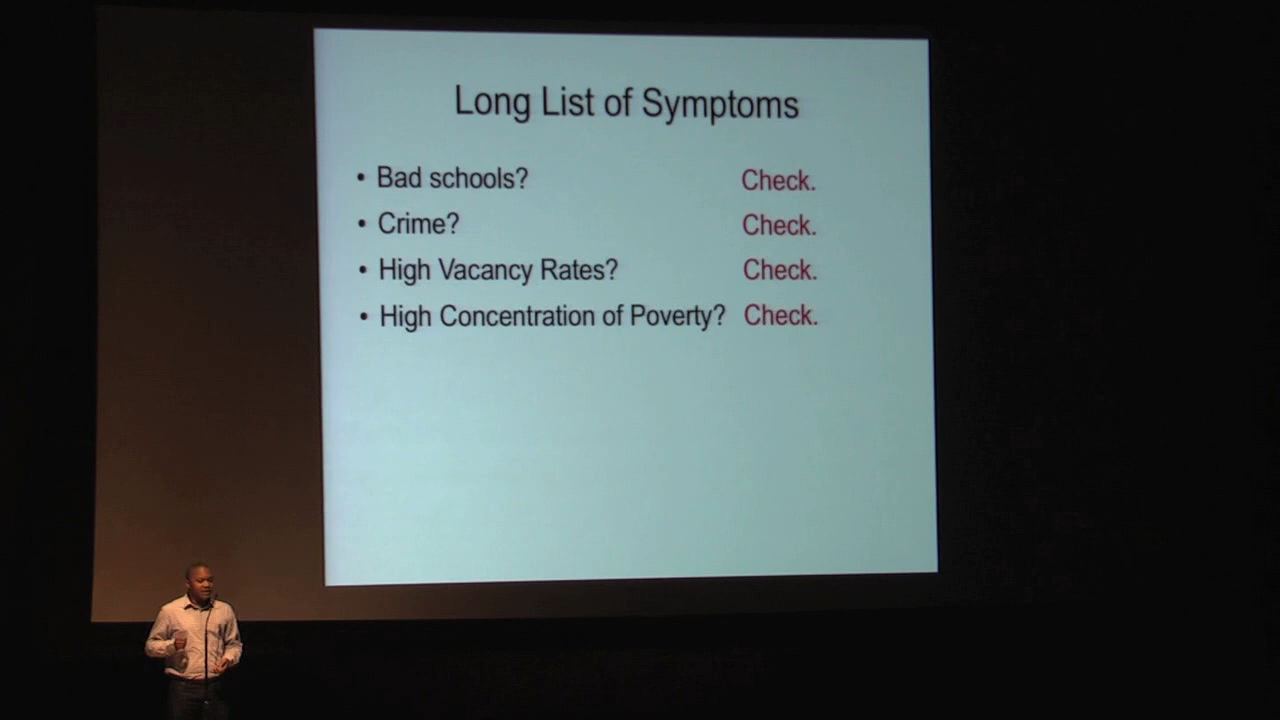 Long List of Symptoms
• Bad schools? Check.
• Crime? Check.
• High Vacancy Rates? Check.
• High Concentration of Poverty? Check.